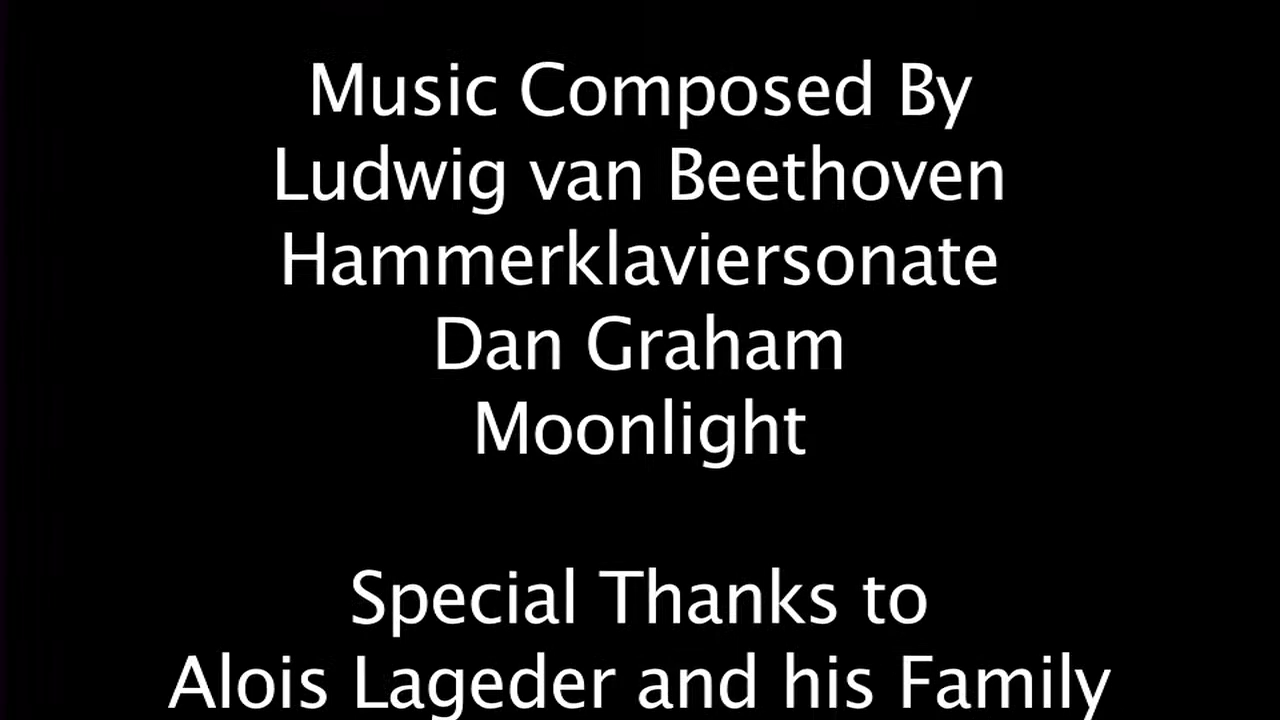 Music Composed By
Ludwig van Beethoven
Hammerklaviersonate
Dan Graham
Moonlight
Special Thanks to
Alois Lageder and his Family